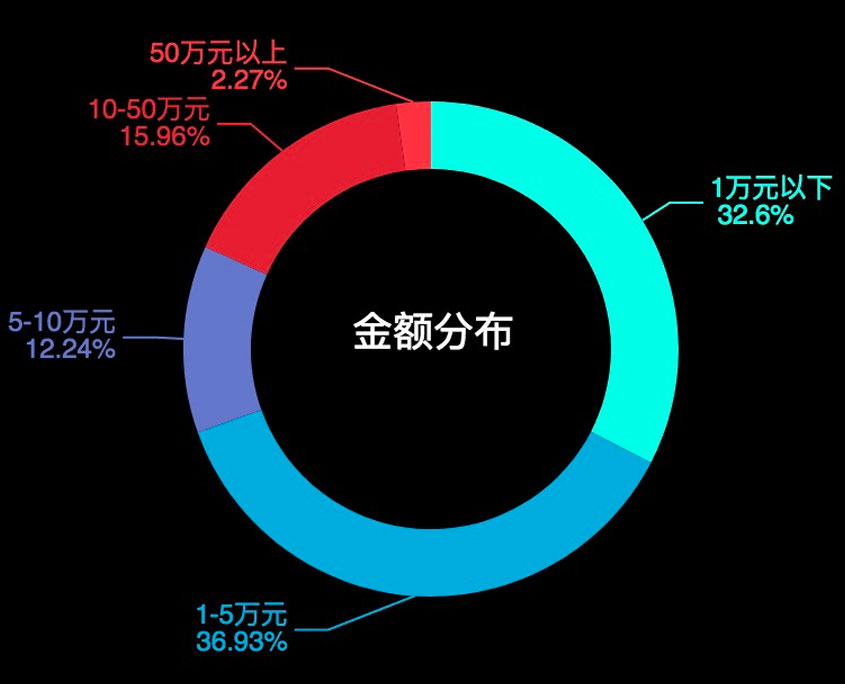 50万元以上
2.27%
10-50万元
15.96%
1万元以下
32.6%
5-10万元
12.24%
金额分布
1-5万元
36.93%